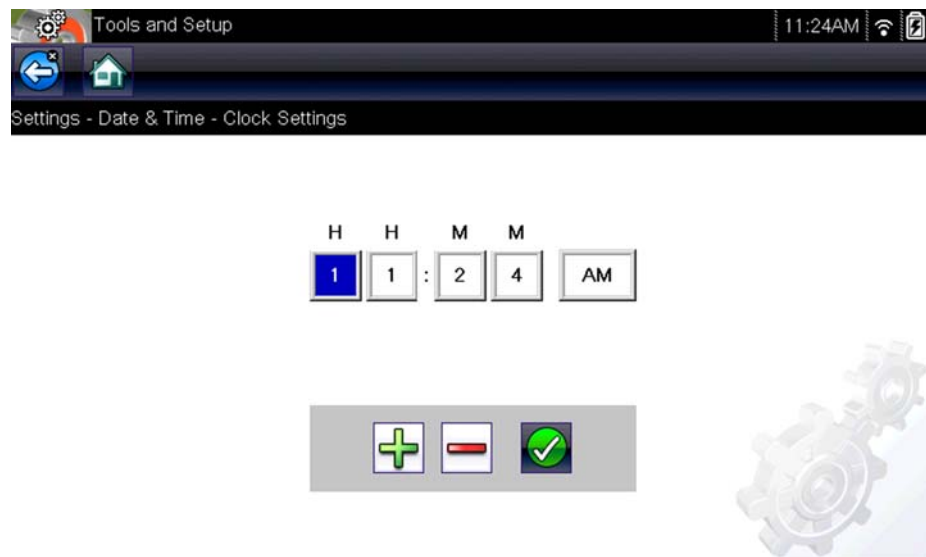 Tools and Setup 11:24AM
Settings - Date & Time - Clock Settings
H H M M
1 1 : 2 4 AM